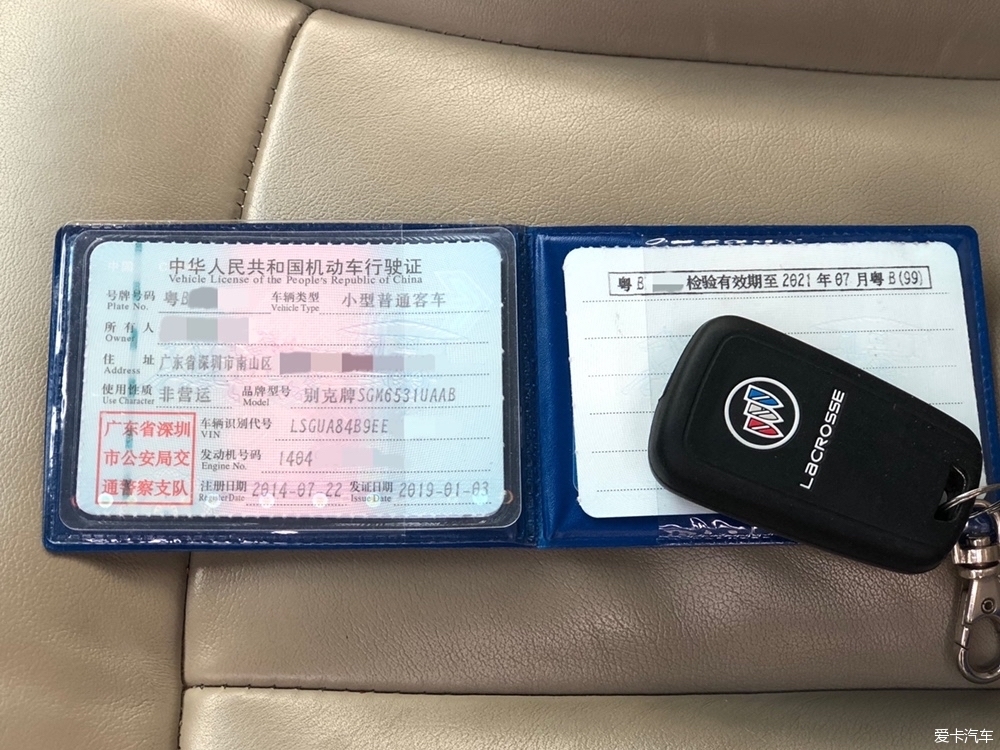 中华人民共和国机动车行驶证
Vehicle License of the People's Republic of China
号牌号码 粤B 车辆类型 小型普通客车
Plate No. Vehicle Type
所有人
Owner
住址 广东省深圳市南山区
Address
使用性质 非营运 品牌型号 别克牌SGM6531UAAB
Use Character Model
广东省深圳
市公安局交
通警察支队
车辆识别代号 LSGUA84B9EE
VIN
发动机号码 1404
Engine No.
注册日期 2014-07-22 发证日期 2019-01-03
Register Date Issue Date
粤B 检验有效期至2021年07月粤B(99)
LACROSSE
爱卡汽车